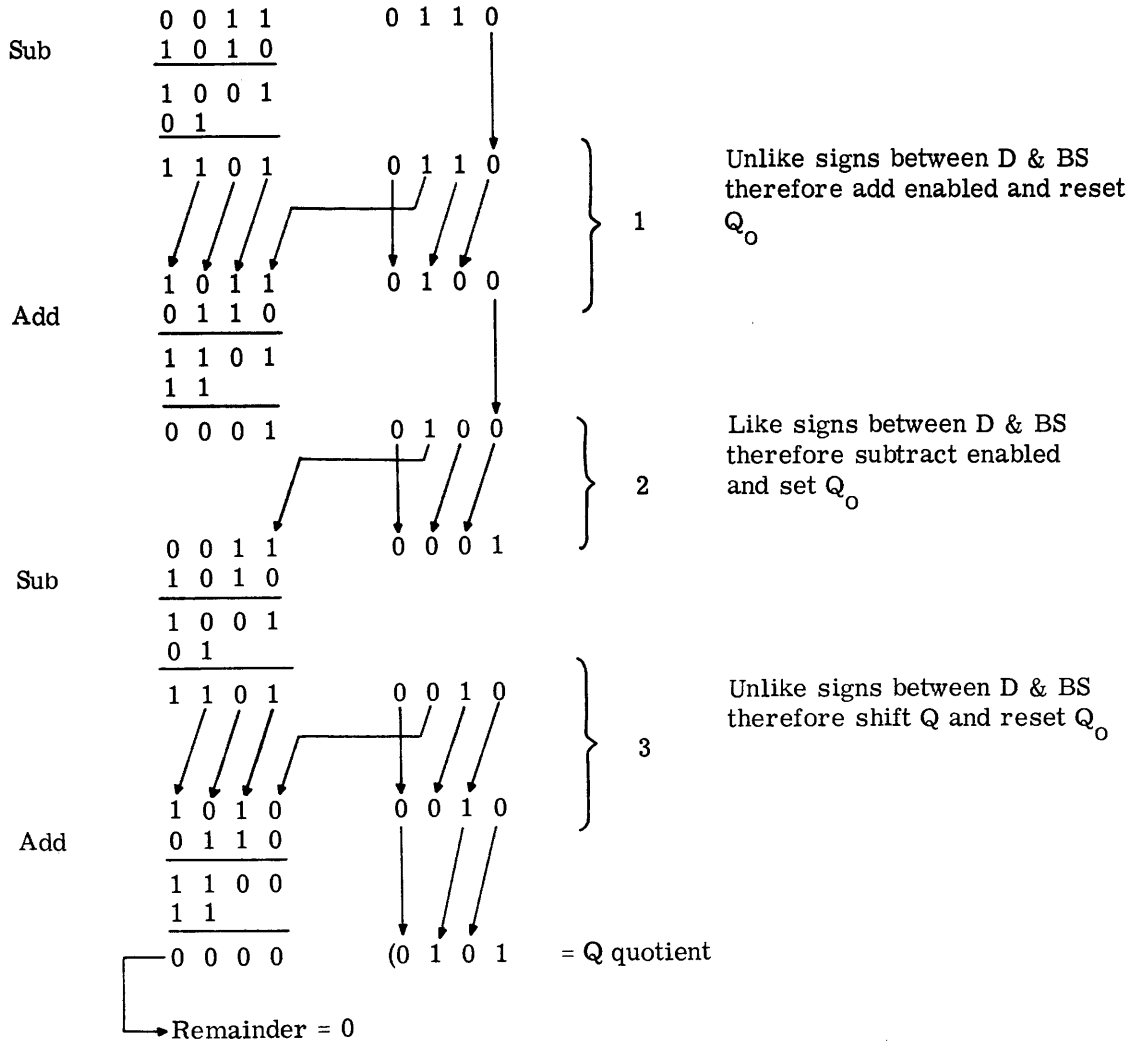 0 0 1 1 0 1 1 0
Sub 1 0 1 0
1 0 0 1
0 1
1 1 0 1 0 1 1 0 Unlike signs between D & BS
therefore add enabled and reset
1 Q0
1 0 1 1 0 1 0 0
Add 0 1 1 0
1 1 0 1
1 1
0 0 0 1 0 1 0 0 Like signs between D & BS
therefore subtract enabled
2 and set Q0
0 0 1 1 0 0 0 1
Sub 1 0 1 0
1 0 0 1
0 1
1 1 0 1 0 0 1 0 Unlike signs between D & BS
therefore shift Q and reset Q0
3
1 0 1 0 0 0 1 0
Add 0 1 1 0
1 1 0 0
1 1
0 0 0 0 (0 1 0 1 = Q quotient
Remainder = 0